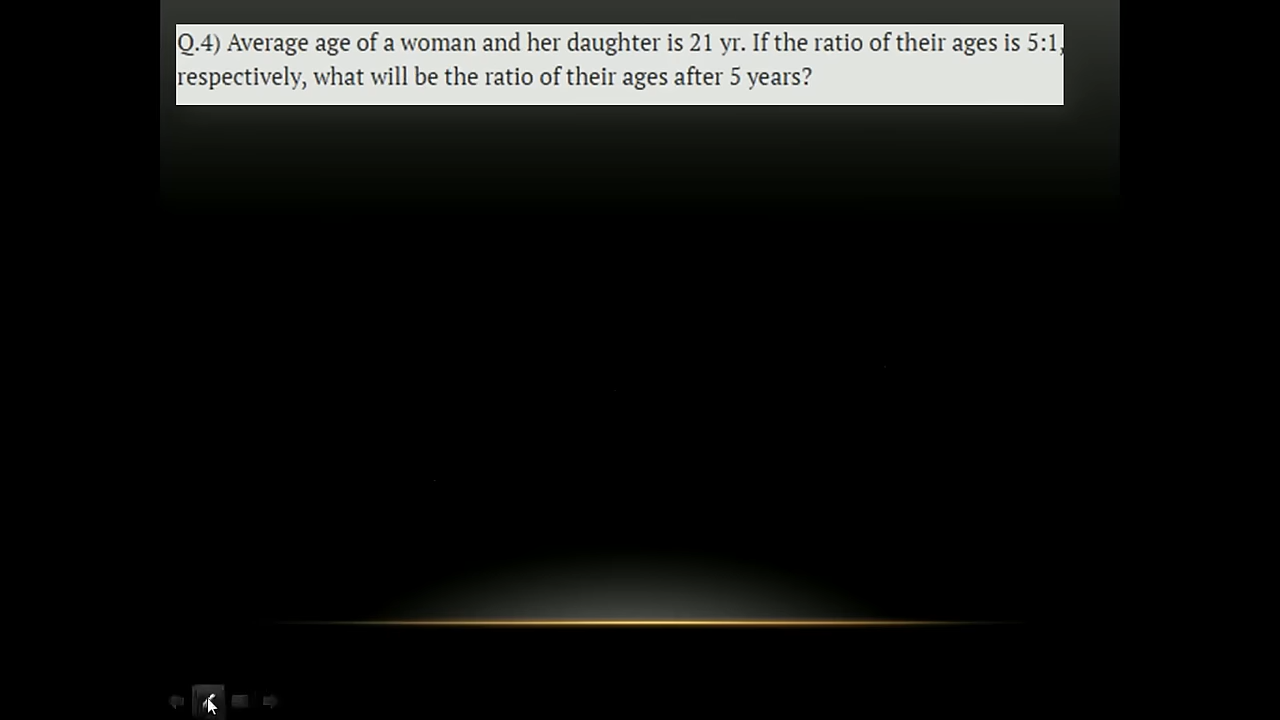 Q.4) Average age of a woman and her daughter is 21 yr. If the ratio of their ages is 5:1,
respectively, what will be the ratio of their ages after 5 years?